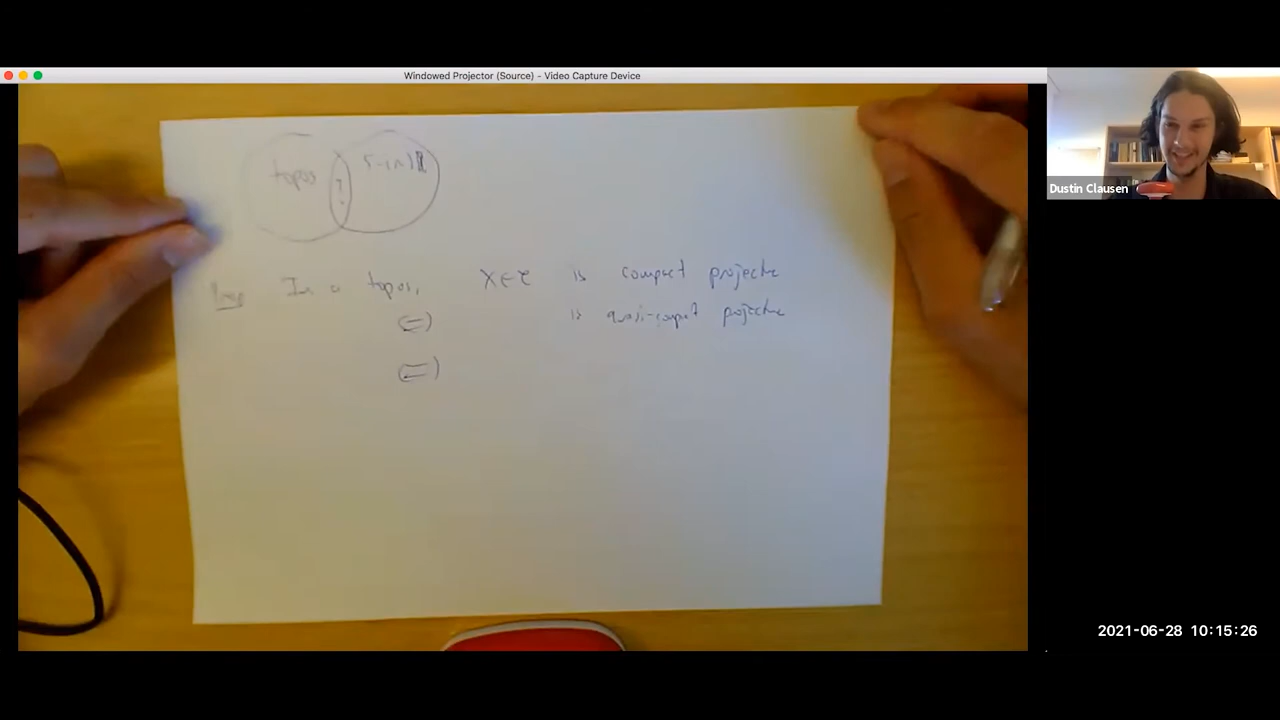 Windowed Projector (Source) - Video Capture Device
Dustin Clausen
topos ?
Prop In a topos, X∈τ is compact projective
⇔ is quasi-compact projective
⇔
2021-06-28 10:15:26